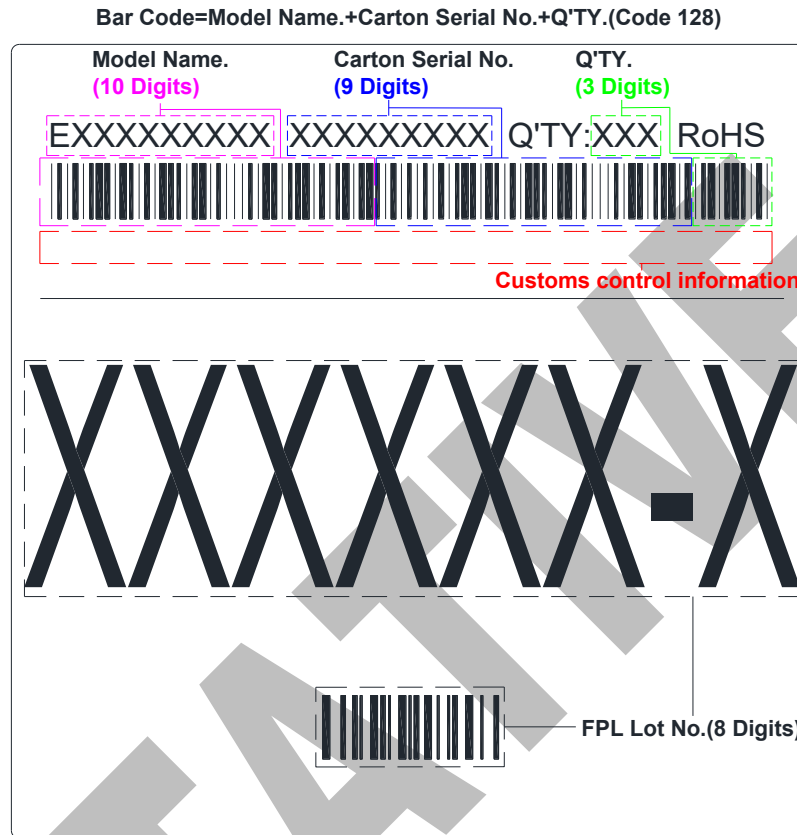 Bar Code=Model Name.+Carton Serial No.+Q'TY.(Code 128)
Model Name. Carton Serial No. Q'TY.
(10 Digits) (9 Digits) (3 Digits)
EXXXXXXXXX XXXXXXXXX Q'TY:XXX RoHS
Customs control information
XXXXXX-X
FPL Lot No.(8 Digits)